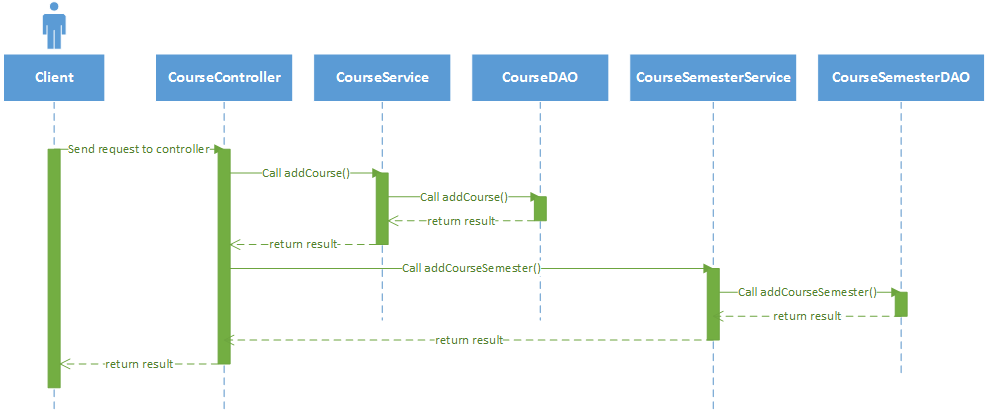 Client
CourseController
CourseService
CourseDAO
CourseSemesterService
CourseSemesterDAO
Send request to controller
Call addCourse()
Call addCourse()
return result
return result
Call addCourseSemester()
Call addCourseSemester()
return result
return result
return result